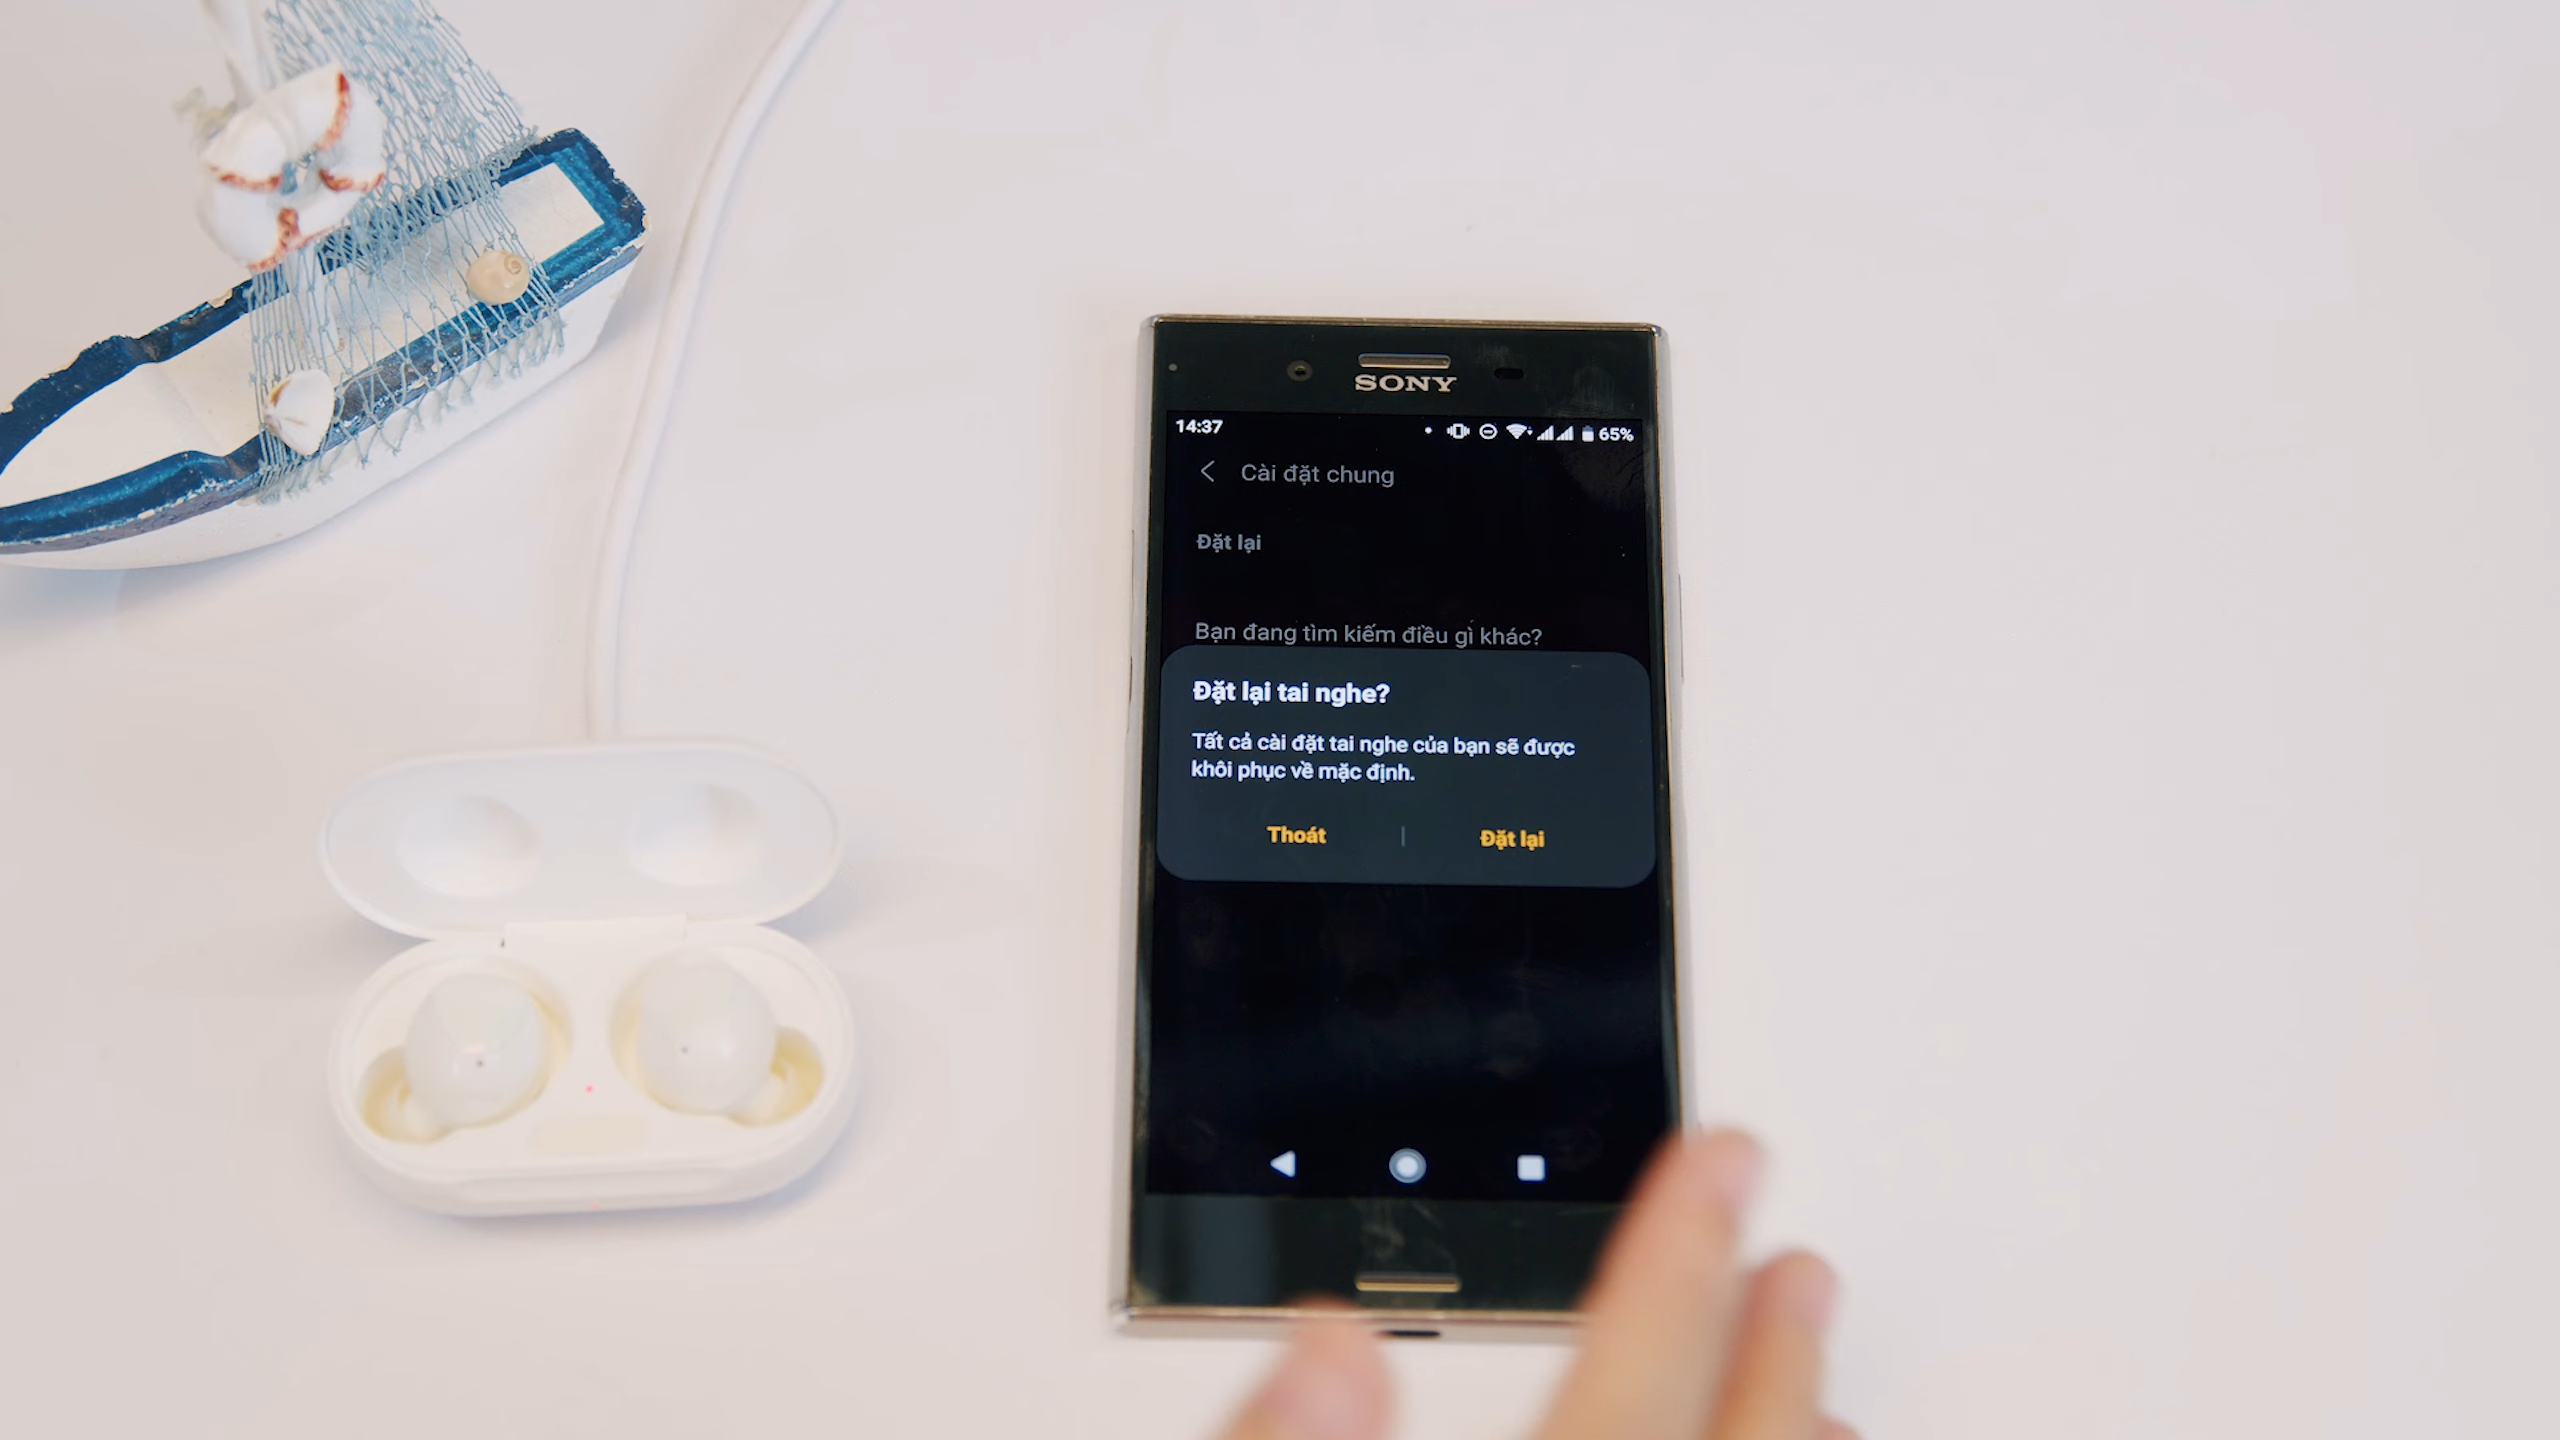 SONY
14:37 65%
Cài đặt chung
Đặt lại
Bạn đang tìm kiếm điều gì khác?
Đặt lại tai nghe?
Tất cả cài đặt tai nghe của bạn sẽ được
khôi phục về mặc định.
Thoát | Đặt lại